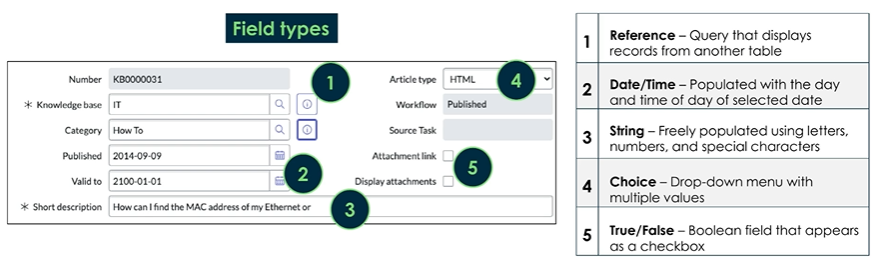 Field types
Number KB0000031
1
Article type HTML
4
✳ Knowledge base IT
Workflow Published
Category How To
Source Task
Published 2014-09-09
Attachment link
5
Valid to 2100-01-01
2
Display attachments
✳ Short description How can I find the MAC address of my Ethernet or
3
1 Reference – Query that displays
records from another table
2 Date/Time – Populated with the day
and time of day of selected date
3 String – Freely populated using letters,
numbers, and special characters
4 Choice – Drop-down menu with
multiple values
5 True/False – Boolean field that appears
as a checkbox